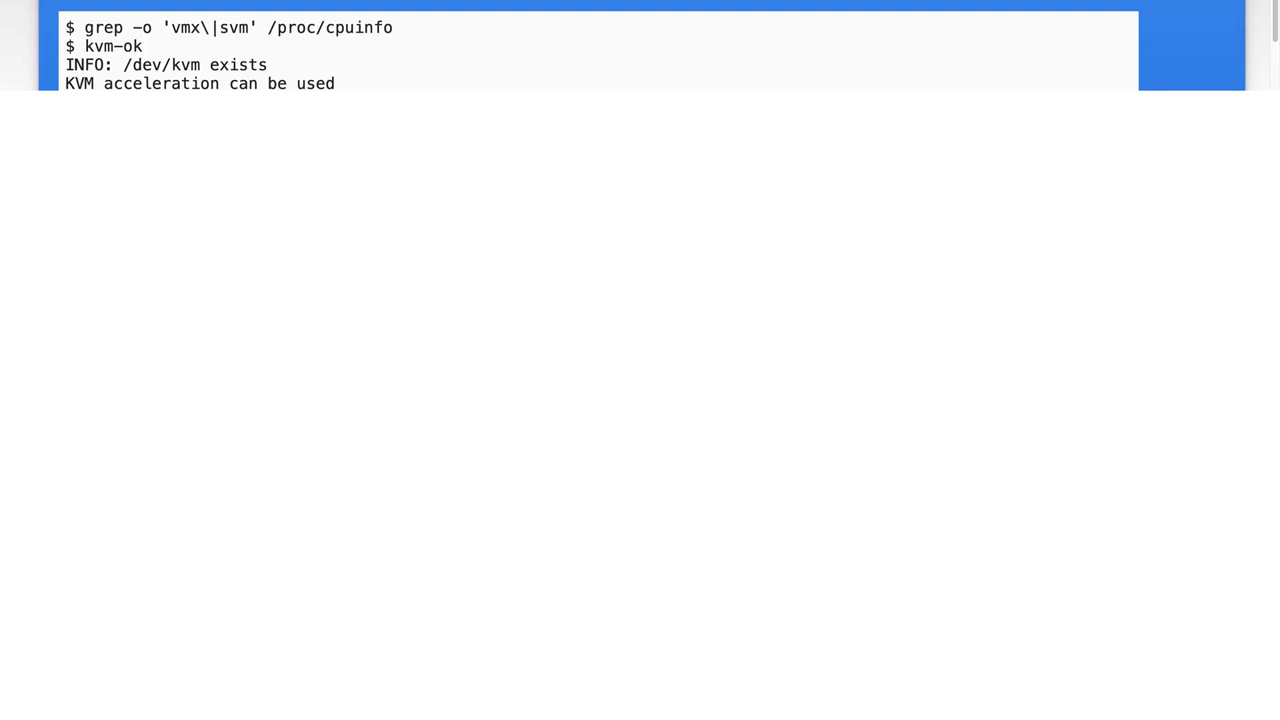 $ grep -o 'vmx\|svm' /proc/cpuinfo
$ kvm-ok
INFO: /dev/kvm exists
KVM acceleration can be used